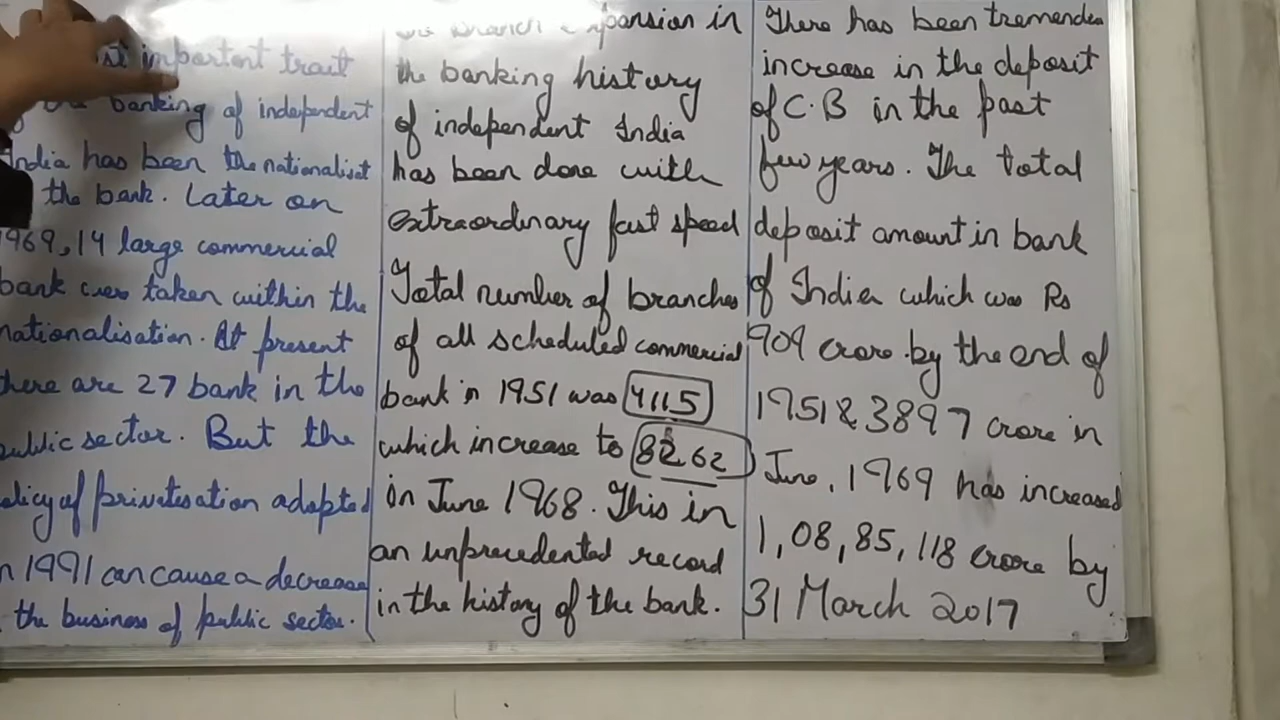 important trait
banking of independent
India has been the nationalisat
the bank. Later on
1969, 14 large commercial
bank were taken within the
nationalisation. At present
there are 27 bank in the
public sector. But the
policy of privatisation adopted
in 1991 can cause a decrease
the business of public sector.
branch expansion in
the banking history
of independent India
has been done with
extraordinary fast speed
Total number of branches
of all scheduled commercial
bank in 1951 was 4115
which increase to 8262
in June 1968. This in
an unprecedented record
in the history of the bank.
There has been tremendou
increase in the deposit
of C.B in the past
few years. The total
deposit amount in bank
of India which was Rs
909 crore by the end of
1951 & 3897 crore in
June, 1969 has increased
1,08,85,118 crore by
31 March 2017